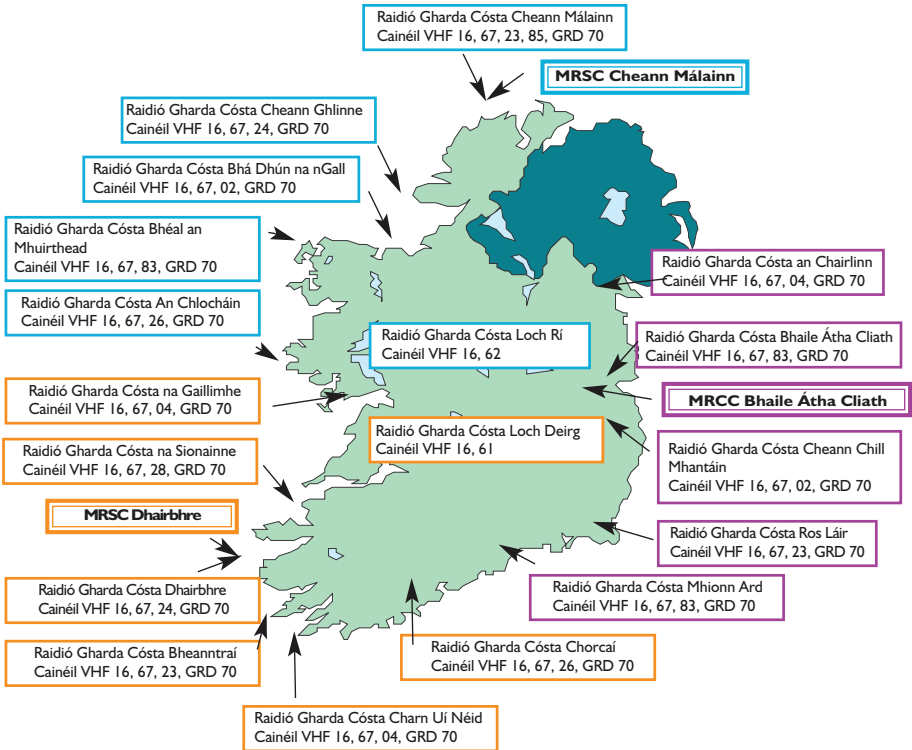 Raidió Gharda Cósta Cheann Málainn
Cainéil VHF 16, 67, 23, 85, GRD 70
MRSC Cheann Málainn
Raidió Gharda Cósta Cheann Ghlinne
Cainéil VHF 16, 67, 24, GRD 70
Raidió Gharda Cósta Bhá Dhún na nGall
Cainéil VHF 16, 67, 02, GRD 70
Raidió Gharda Cósta Bhéal an
Mhuirthead
Cainéil VHF 16, 67, 83, GRD 70
Raidió Gharda Cósta an Chairlinn
Cainéil VHF 16, 67, 04, GRD 70
Raidió Gharda Cósta An Chlocháin
Cainéil VHF 16, 67, 26, GRD 70
Raidió Gharda Cósta Loch Rí
Cainéil VHF 16, 62
Raidió Gharda Cósta Bhaile Átha Cliath
Cainéil VHF 16, 67, 83, GRD 70
Raidió Gharda Cósta na Gaillimhe
Cainéil VHF 16, 67, 04, GRD 70
MRCC Bhaile Átha Cliath
Raidió Gharda Cósta Loch Deirg
Cainéil VHF 16, 61
Raidió Gharda Cósta na Sionainne
Cainéil VHF 16, 67, 28, GRD 70
Raidió Gharda Cósta Cheann Chill
Mhantáin
Cainéil VHF 16, 67, 02, GRD 70
MRSC Dhairbhre
Raidió Gharda Cósta Ros Láir
Cainéil VHF 16, 67, 23, GRD 70
Raidió Gharda Cósta Dhairbhre
Cainéil VHF 16, 67, 24, GRD 70
Raidió Gharda Cósta Mhionn Ard
Cainéil VHF 16, 67, 83, GRD 70
Raidió Gharda Cósta Bheanntraí
Cainéil VHF 16, 67, 23, GRD 70
Raidió Gharda Cósta Chorcaí
Cainéil VHF 16, 67, 26, GRD 70
Raidió Gharda Cósta Charn Uí Néid
Cainéil VHF 16, 67, 04, GRD 70